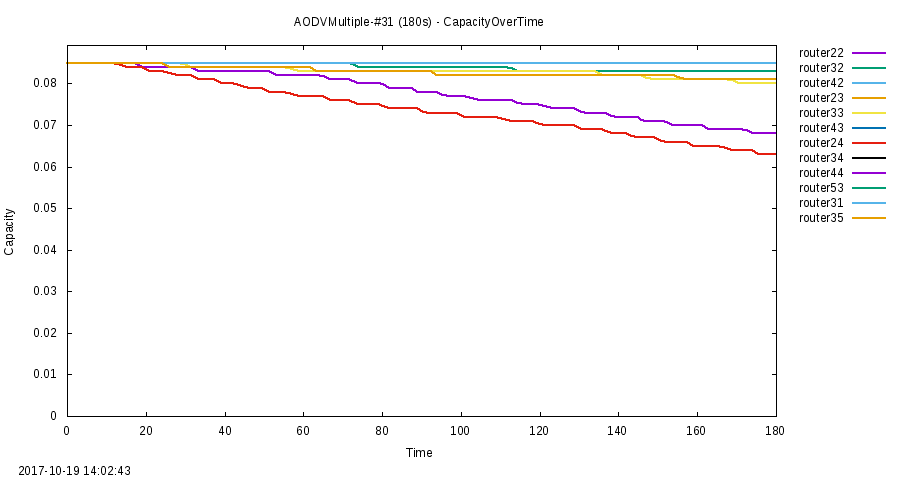 AODVMultiple-#31 (180s) - CapacityOverTime
router22
router32
router42
router23
router33
router43
router24
router34
router44
router53
router31
router35
0.08
0.07
0.06
0.05
0.04
0.03
0.02
0.01
0
Capacity
0 20 40 60 80 100 120 140 160 180
Time
2017-10-19 14:02:43